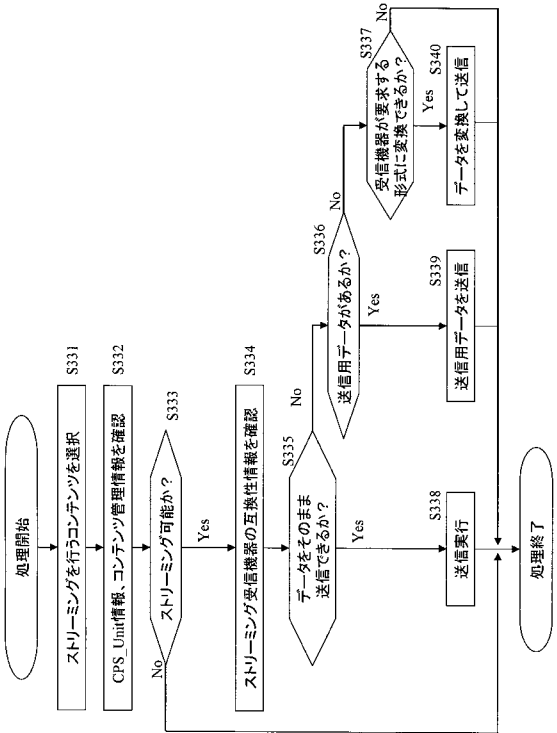 処理開始
ストリーミングを行うコンテンツを選択
S331
CPS_Unit情報、コンテンツ管理情報を確認
S332
ストリーミング可能か？
S333
No
Yes
ストリーミング受信機器の互換性情報を確認
S334
データをそのまま
送信できるか？
S335
No
Yes
送信用データがあるか？
S336
No
Yes
受信機器が要求する
形式に変換できるか？
S337
No
Yes
送信実行
S338
送信用データを送信
S339
データを変換して送信
S340
処理終了